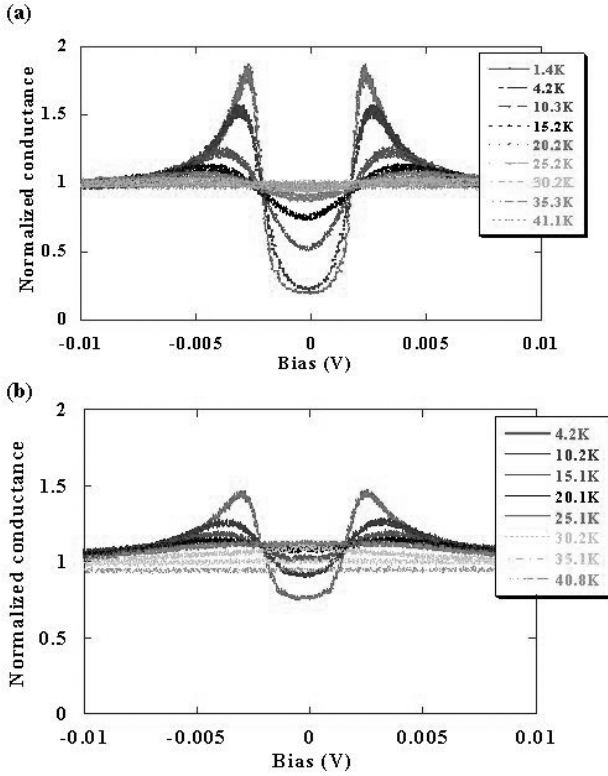 (a)
2
1.5
1
0.5
0
Normalized conductance
-0.01
-0.005
0
0.005
0.01
Bias (V)
1.4K
4.2K
10.3K
15.2K
20.2K
25.2K
30.2K
35.3K
41.1K
(b)
2
1.5
1
0.5
0
Normalized conductance
-0.01
-0.005
0
0.005
0.01
Bias (V)
4.2K
10.2K
15.1K
20.1K
25.1K
30.2K
35.1K
40.8K